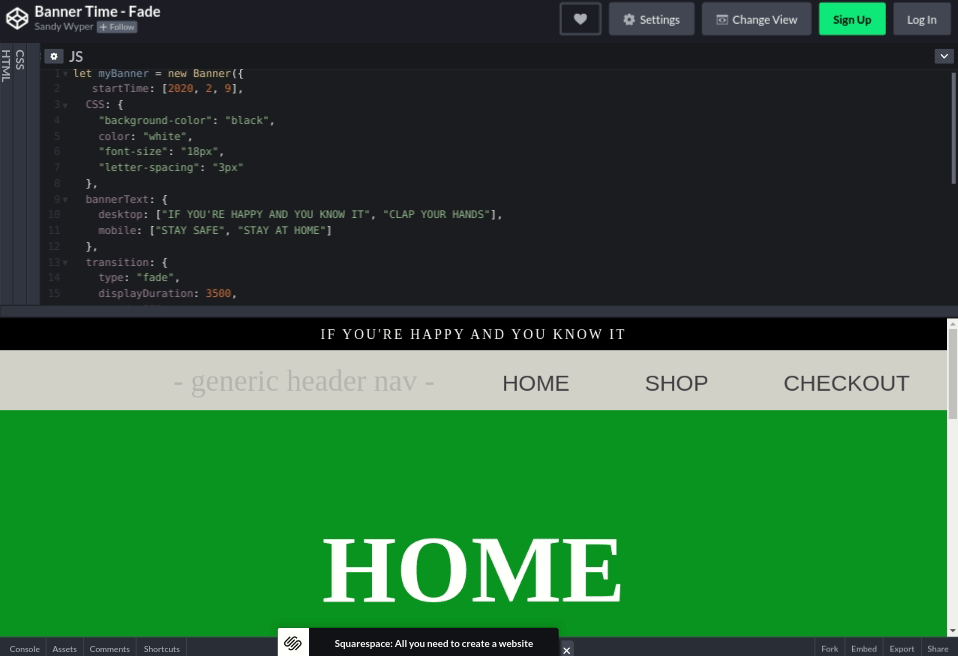 Banner Time - Fade
Sandy Wyper + Follow
Settings
Change View
Sign Up
Log In
HTML
CSS
JS
1 let myBanner = new Banner({
2 startTime: [2020, 2, 9],
3 CSS: {
4 "background-color": "black",
5 color: "white",
6 "font-size": "18px",
7 "letter-spacing": "3px"
8 },
9 bannerText: {
10 desktop: ["IF YOU'RE HAPPY AND YOU KNOW IT", "CLAP YOUR HANDS"],
11 mobile: ["STAY SAFE", "STAY AT HOME"]
12 },
13 transition: {
14 type: "fade",
15 displayDuration: 3500,
IF YOU'RE HAPPY AND YOU KNOW IT
- generic header nav - HOME SHOP CHECKOUT
HOME
Squarespace: All you need to create a website
Console Assets Comments Shortcuts Fork Embed Export Share